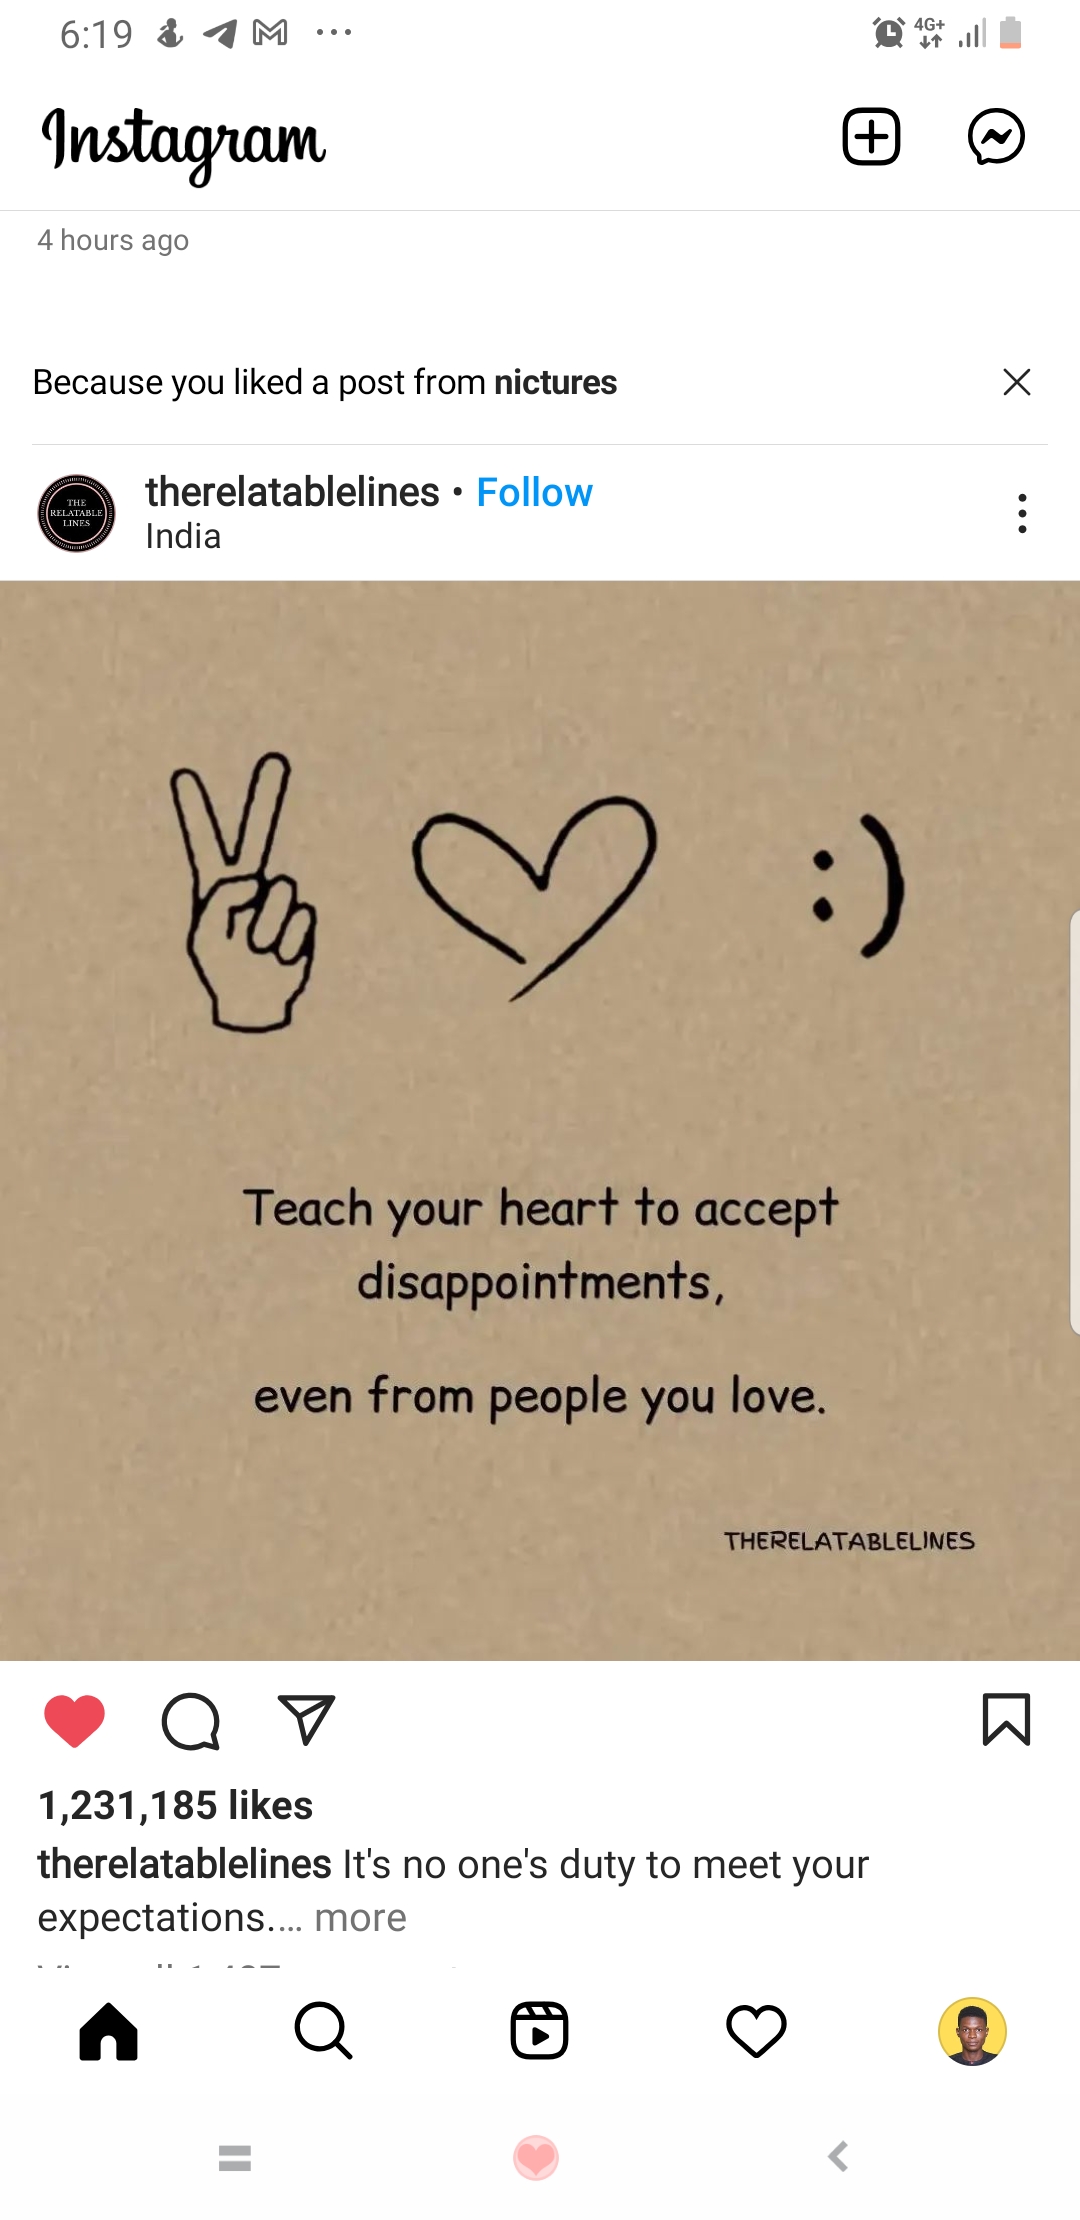 6:19
4G+
Instagram
4 hours ago
Because you liked a post from nictures
THE
RELATABLE
LINES
therelatablelines • Follow
India
:)
Teach your heart to accept
disappointments,
even from people you love.
THERELATABLELINES
1,231,185 likes
therelatablelines It's no one's duty to meet your
expectations.... more